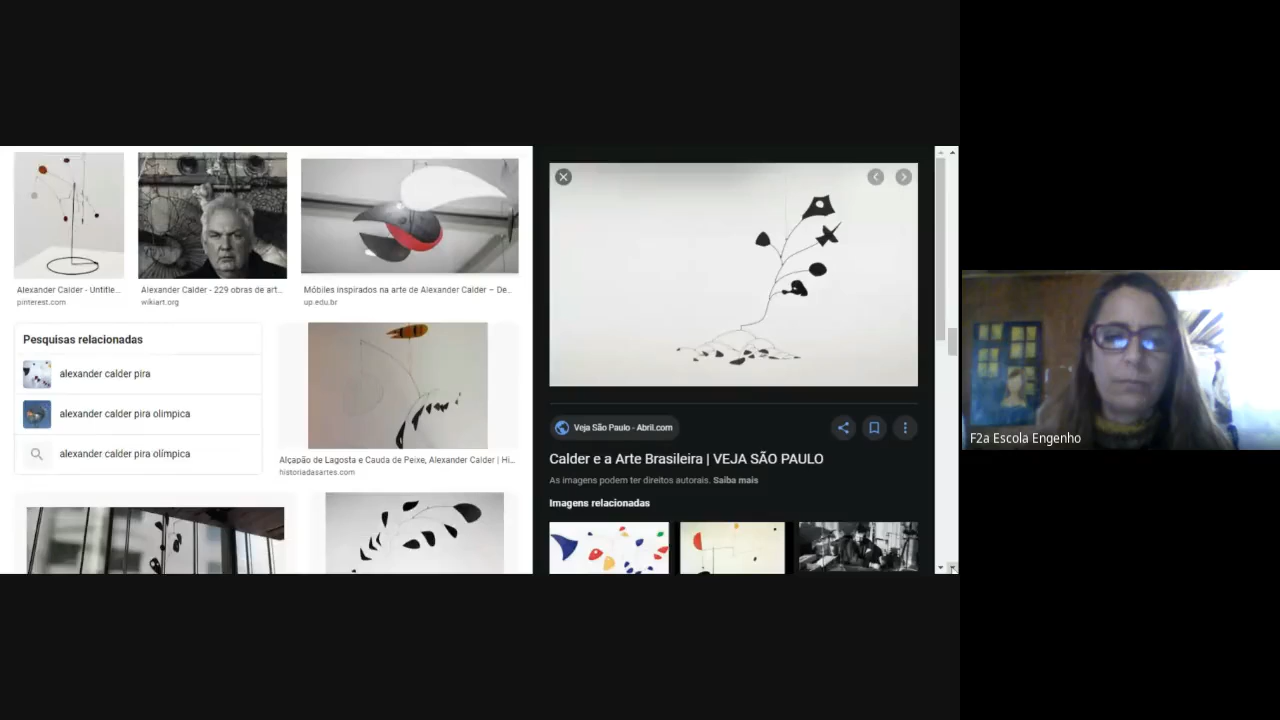 Alexander Calder - Untitle...
pinterest.com
Alexander Calder - 229 obras de art...
wikiart.org
Móbiles inspirados na arte de Alexander Calder – De...
up.edu.br
Pesquisas relacionadas
alexander calder pira
alexander calder pira olimpica
alexander calder pira olímpica
Alçapão de Lagosta e Cauda de Peixe, Alexander Calder | Hi...
historiadasartes.com
Veja São Paulo - Abril.com
Calder e a Arte Brasileira | VEJA SÃO PAULO
As imagens podem ter direitos autorais. Saiba mais
Imagens relacionadas
F2a Escola Engenho